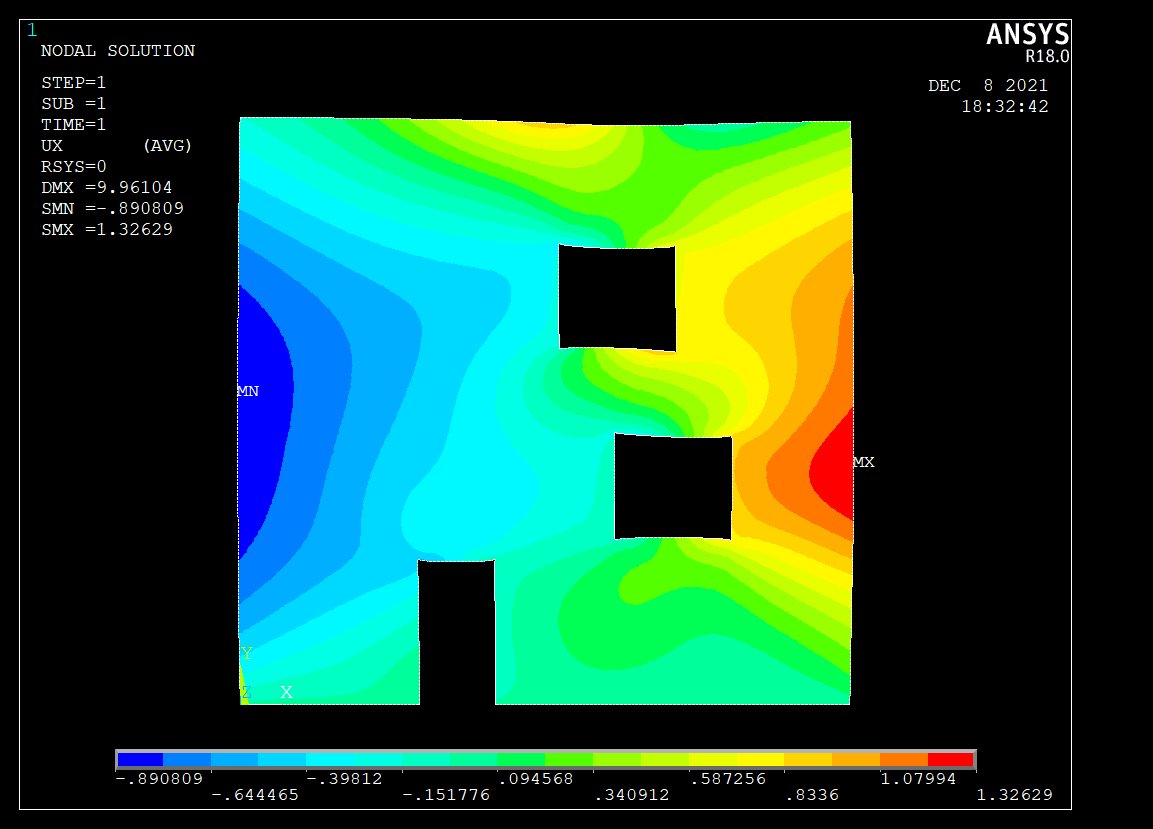 1
ANSYS
R18.0
NODAL SOLUTION
STEP=1
SUB =1
TIME=1
UX (AVG)
RSYS=0
DMX =9.96104
SMN =-.890809
SMX =1.32629
DEC 8 2021
18:32:42
MN
MX
Y
Z X
-.890809 -.39812 .094568 .587256 1.07994
-.644465 -.151776 .340912 .8336 1.32629